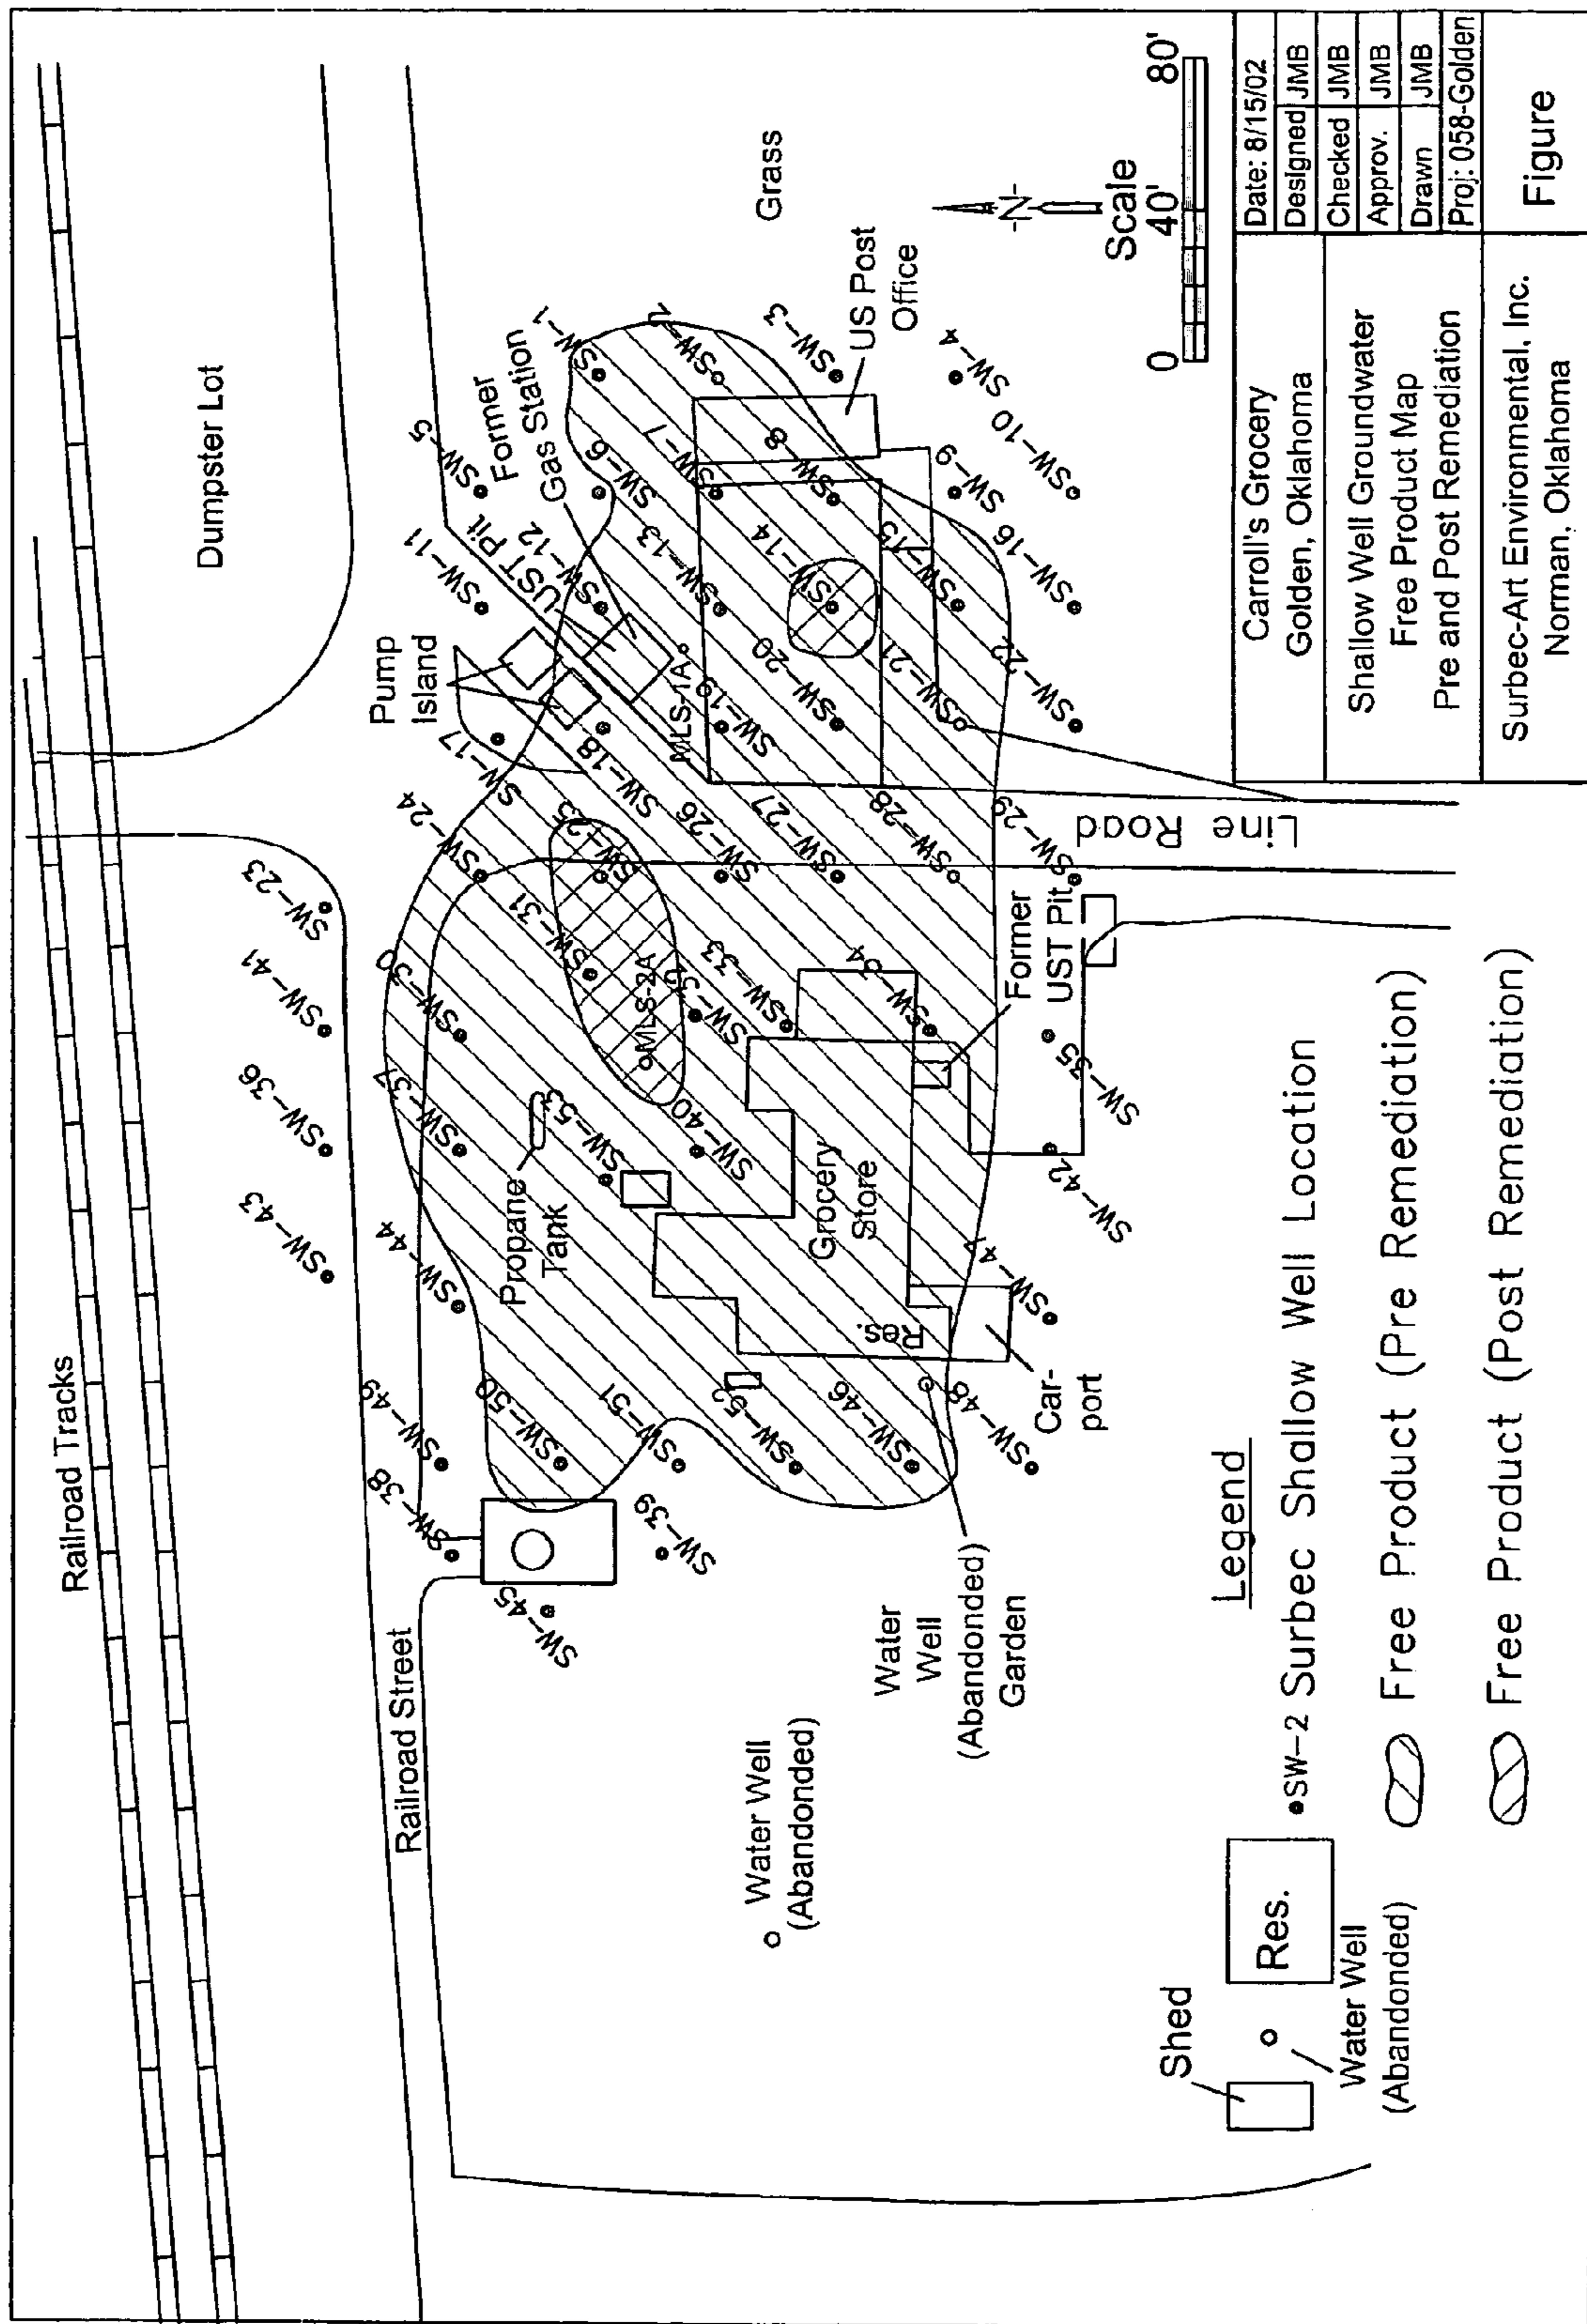 Railroad Tracks
Dumpster Lot
Railroad Street
SW-43
SW-36
SW-41
SW-23
SW-5
SW-11
Pump
Island
UST Pit
Former
Gas Station
SW-1
SW-2
SW-3
SW-4
SW-6
SW-7
SW-8
SW-9
SW-10
SW-12
SW-13
SW-14
SW-15
SW-16
SW-17
SW-18
SW-19
MLS-1A
SW-20
SW-21
SW-22
SW-24
SW-25
SW-26
SW-27
SW-28
SW-29
SW-30
SW-31
MLS-2A
SW-32
SW-33
SW-34
SW-35
SW-37
SW-40
SW-53
SW-44
SW-49
SW-38
SW-50
SW-51
SW-39
SW-45
SW-52
SW-46
SW-48
SW-47
SW-42
Propane
Tank
Grocery
Store
Res.
Car-
port
Former
UST Pit
Line Road
US Post
Office
Grass
Water Well
(Abandonded)
Water
Well
(Abandonded)
Garden
-N-
Scale
0 40' 80'
Shed
Res.
Water Well
(Abandonded)
Legend
SW-2 Surbec Shallow Well Location
Free Product (Pre Remediation)
Free Product (Post Remediation)
Carroll's Grocery
Golden, Oklahoma
Shallow Well Groundwater
Free Product Map
Pre and Post Remediation
Surbec-Art Environmental, Inc.
Norman, Oklahoma
Date: 8/15/02
Designed JMB
Checked JMB
Approv. JMB
Drawn JMB
Proj: 058-Golden
Figure